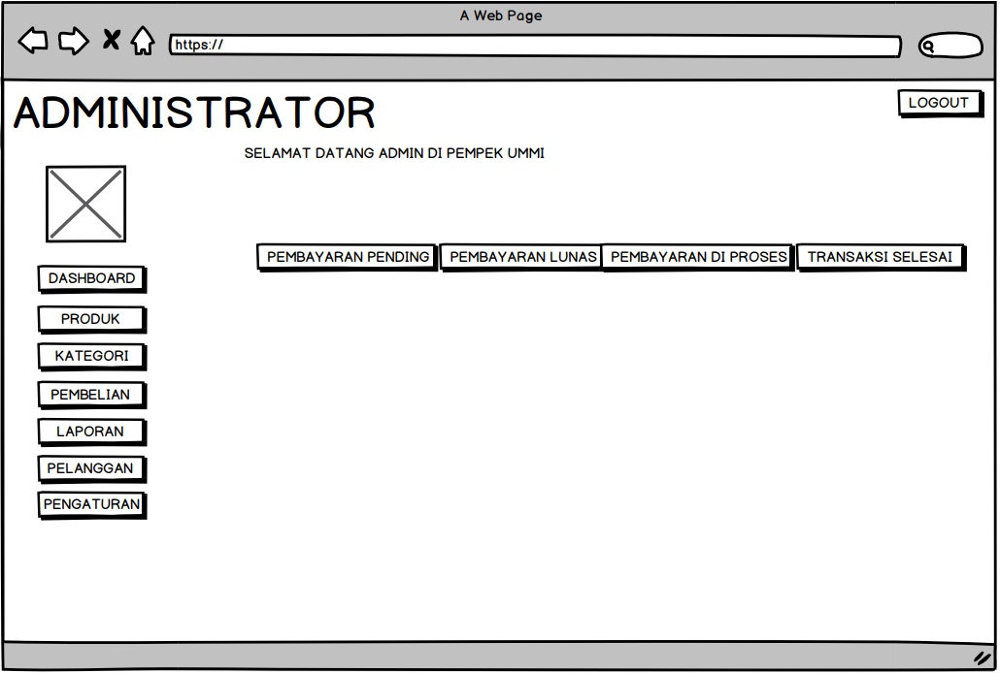 A Web Page
https://
ADMINISTRATOR
LOGOUT
SELAMAT DATANG ADMIN DI PEMPEK UMMI
PEMBAYARAN PENDING PEMBAYARAN LUNAS PEMBAYARAN DI PROSES TRANSAKSI SELESAI
DASHBOARD
PRODUK
KATEGORI
PEMBELIAN
LAPORAN
PELANGGAN
PENGATURAN